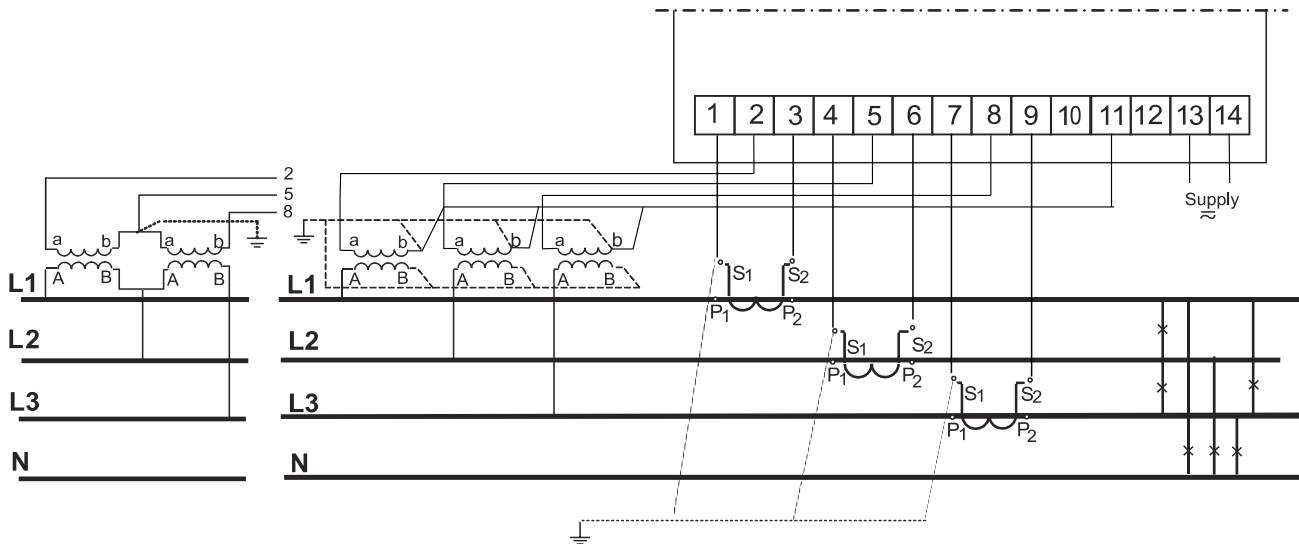 1 2 3 4 5 6 7 8 9 10 11 12 13 14
2
5
8
Supply
a b a b
a b a b a b
A B A B
A B A B A B
L1
L1
S1 S2
P1 P2
L2
L2
S1 S2
P1 P2
L3
L3
S1 S2
P1 P2
N
N